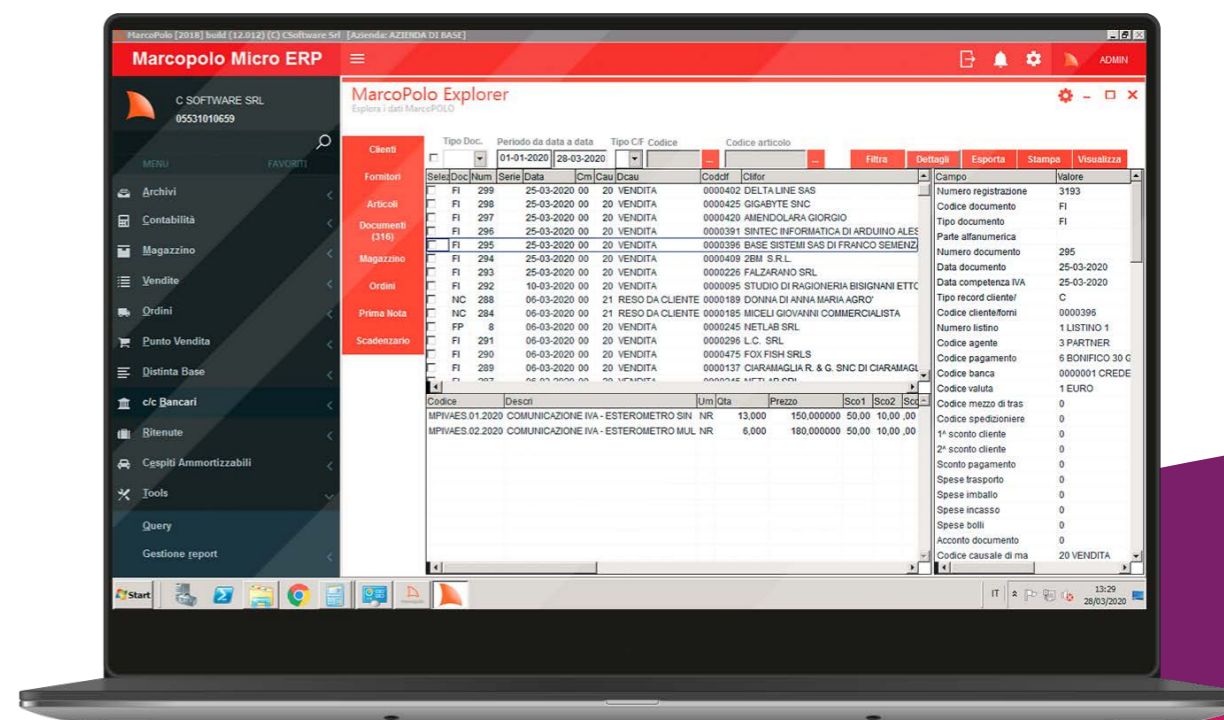 MarcoPolo [2018] build (12.012) (C) CSoftware Srl [Azienda: AZIENDA DI BASE]
Marcopolo Micro ERP
ADMIN
C SOFTWARE SRL
05531010659
MENU FAVORITI
Archivi
Contabilità
Magazzino
Vendite
Ordini
Punto Vendita
Distinta Base
c/c Bancari
Ritenute
Cespiti Ammortizzabili
Tools
Query
Gestione report
MarcoPolo Explorer
Esplora i dati MarcoPOLO
Clienti
Fornitori
Articoli
Documenti
(316)
Magazzino
Ordini
Prima Nota
Scadenzario
Tipo Doc. Periodo da data a data Tipo C/F Codice Codice articolo
01-01-2020 28-03-2020 ... ... Filtra Dettagli Esporta Stampa Visualizza
Selez Doc Num Serie Data Cm Cau Dcau Codclf Clifor
FI 299 25-03-2020 00 20 VENDITA 0000402 DELTA LINE SAS
FI 298 25-03-2020 00 20 VENDITA 0000425 GIGABYTE SNC
FI 297 25-03-2020 00 20 VENDITA 0000420 AMENDOLARA GIORGIO
FI 296 25-03-2020 00 20 VENDITA 0000391 SINTEC INFORMATICA DI ARDUINO ALES
FI 295 25-03-2020 00 20 VENDITA 0000396 BASE SISTEMI SAS DI FRANCO SEMENZ
FI 294 25-03-2020 00 20 VENDITA 0000409 2BM S.R.L.
FI 293 25-03-2020 00 20 VENDITA 0000226 FALZARANO SRL
FI 292 10-03-2020 00 20 VENDITA 0000095 STUDIO DI RAGIONERIA BISIGNANI ETTO
NC 288 06-03-2020 00 21 RESO DA CLIENTE 0000189 DONNA DI ANNA MARIA AGRO'
NC 284 06-03-2020 00 21 RESO DA CLIENTE 0000185 MICELI GIOVANNI COMMERCIALISTA
FP 8 06-03-2020 00 20 VENDITA 0000245 NETLAB SRL
FI 291 06-03-2020 00 20 VENDITA 0000296 L.C. SRL
FI 290 06-03-2020 00 20 VENDITA 0000475 FOX FISH SRLS
FI 289 06-03-2020 00 20 VENDITA 0000137 CIARAMAGLIA R. & G. SNC DI CIARAMAGL
Codice Descri Um Qta Prezzo Sco1 Sco2 Sco
MPIVAES.01.2020 COMUNICAZIONE IVA - ESTEROMETRO SIN NR 13,000 150,000000 50,00 10,00 ,00
MPIVAES.02.2020 COMUNICAZIONE IVA - ESTEROMETRO MUL NR 6,000 180,000000 50,00 10,00 ,00
Campo Valore
Numero registrazione 3193
Codice documento FI
Tipo documento FI
Parte alfanumerica
Numero documento 295
Data documento 25-03-2020
Data competenza IVA 25-03-2020
Tipo record cliente/ C
Codice cliente/forni 0000396
Numero listino 1 LISTINO 1
Codice agente 3 PARTNER
Codice pagamento 6 BONIFICO 30 G
Codice banca 0000001 CREDE
Codice valuta 1 EURO
Codice mezzo di tras 0
Codice spedizioniere 0
1^ sconto cliente 0
2^ sconto cliente 0
Sconto pagamento 0
Spese trasporto 0
Spese imballo 0
Spese incasso 0
Spese bolli 0
Acconto documento 0
Codice causale di ma 20 VENDITA
Start
IT
13:29
28/03/2020